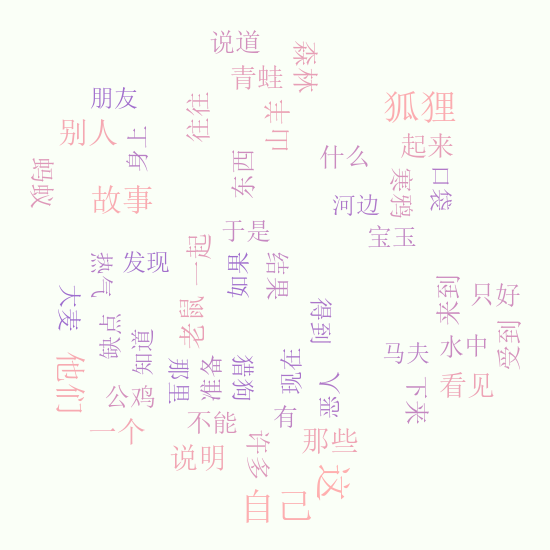 说道
森林
青蛙
朋友
往往
山羊
狐狸
别人
身上
起来
什么
蚂蚁
东西
寒鸦
口袋
故事
河边
于是
宝玉
一起
热气
发现
如果
结果
大麦
老鼠
得到
来到
只好
缺点
知道
受到
马夫
水中
他们
那里
准备
猎狗
现在
恶人
下来
看见
公鸡
一个
不能
有
许多
那些
说明
这
自己